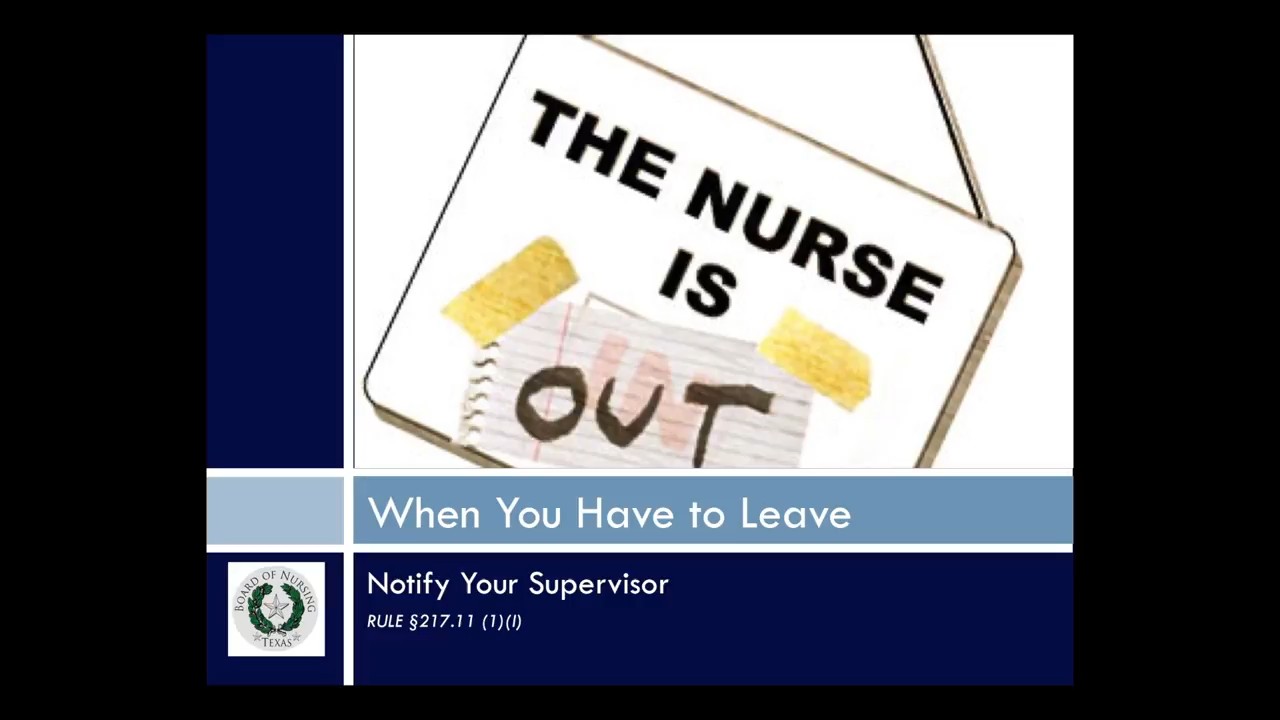 THE NURSE
IS
OUT
When You Have to Leave
Notify Your Supervisor
RULE §217.11 (1)(I)
BOARD OF NURSING
TEXAS